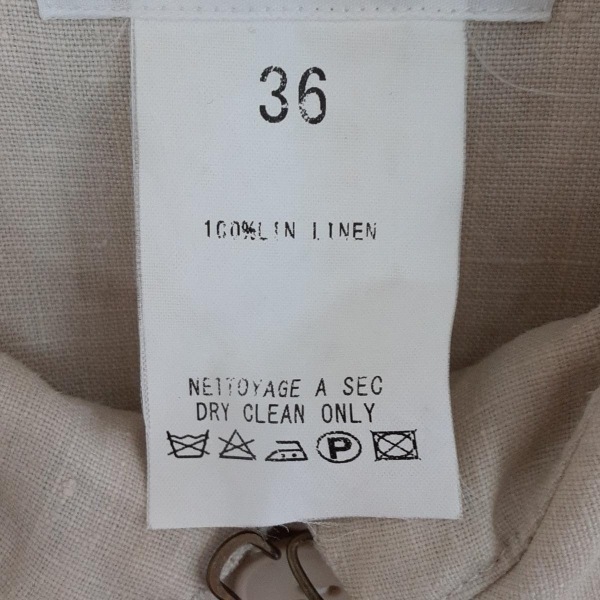 36
100%LIN LINEN
NETTOYAGE A SEC
DRY CLEAN ONLY
P